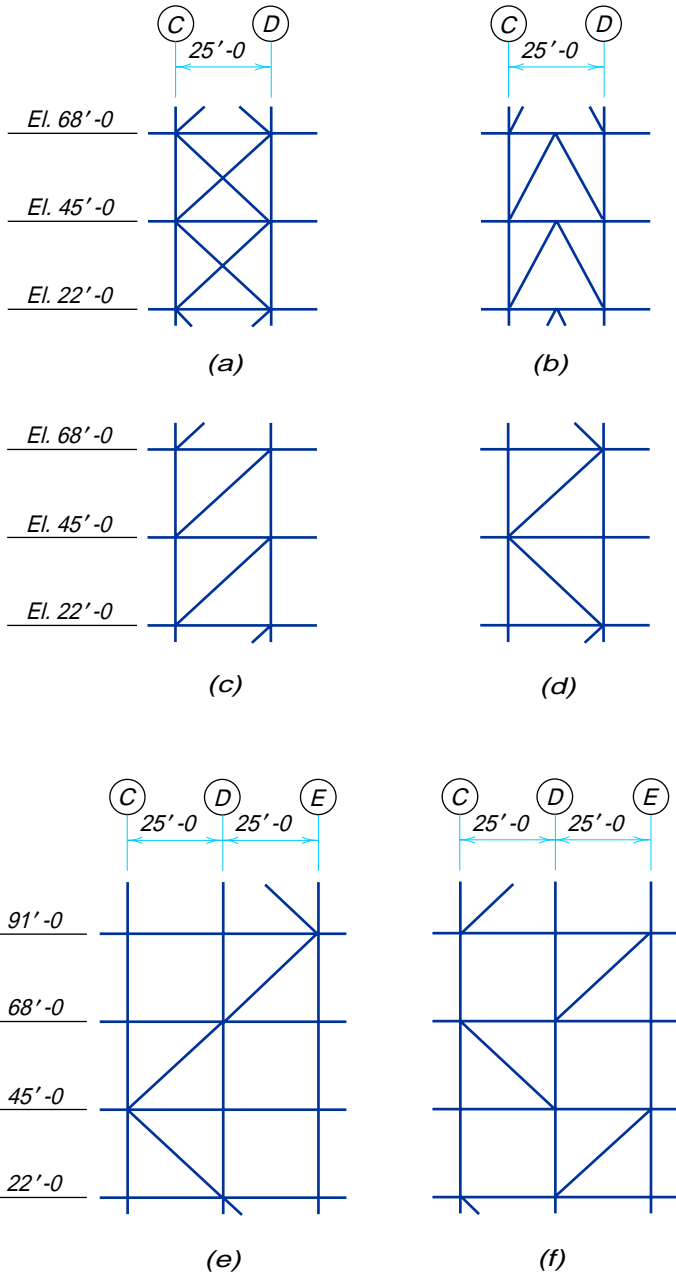 C D C D
25'-0 25'-0
El. 68'-0
El. 45'-0
El. 22'-0
(a) (b)
El. 68'-0
El. 45'-0
El. 22'-0
(c) (d)
C D E C D E
25'-0 25'-0 25'-0 25'-0
91'-0
68'-0
45'-0
22'-0
(e) (f)